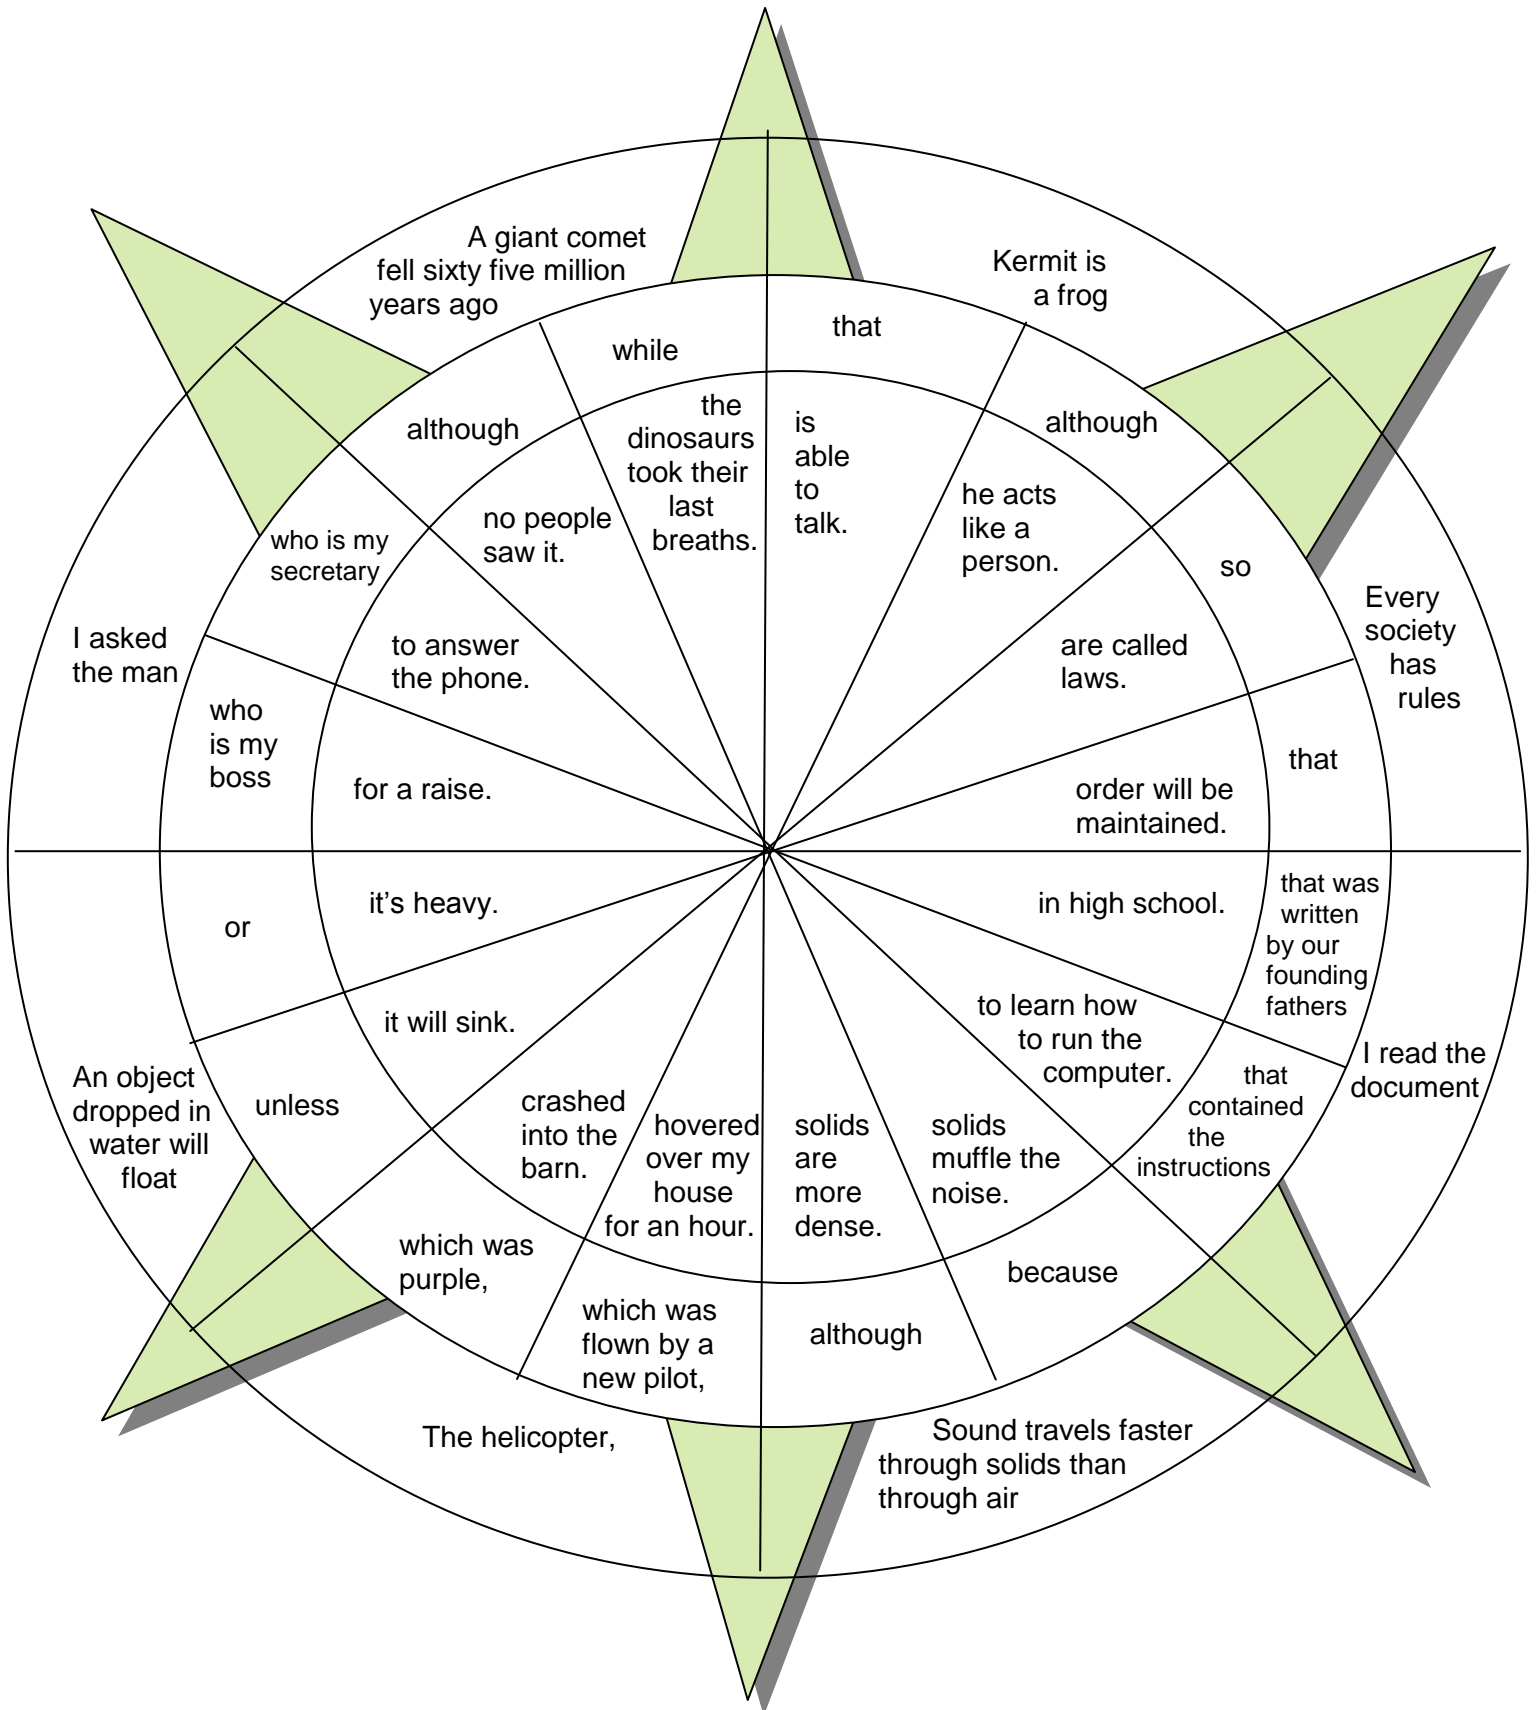 A giant comet
fell sixty five million
years ago
Kermit is
a frog
while
that
although
although
the
dinosaurs
took their
last
breaths.
is
able
to
talk.
no people
saw it.
he acts
like a
person.
who is my
secretary
so
Every
society
has
rules
I asked
the man
to answer
the phone.
are called
laws.
who
is my
boss
that
for a raise.
order will be
maintained.
or
it's heavy.
in high school.
that was
written
by our
founding
fathers
it will sink.
to learn how
to run the
computer.
I read the
document
An object
dropped in
water will
float
unless
that
contained
the
instructions
crashed
into the
barn.
hovered
over my
house
for an hour.
solids
are
more
dense.
solids
muffle the
noise.
which was
purple,
because
which was
flown by a
new pilot,
although
The helicopter,
Sound travels faster
through solids than
through air